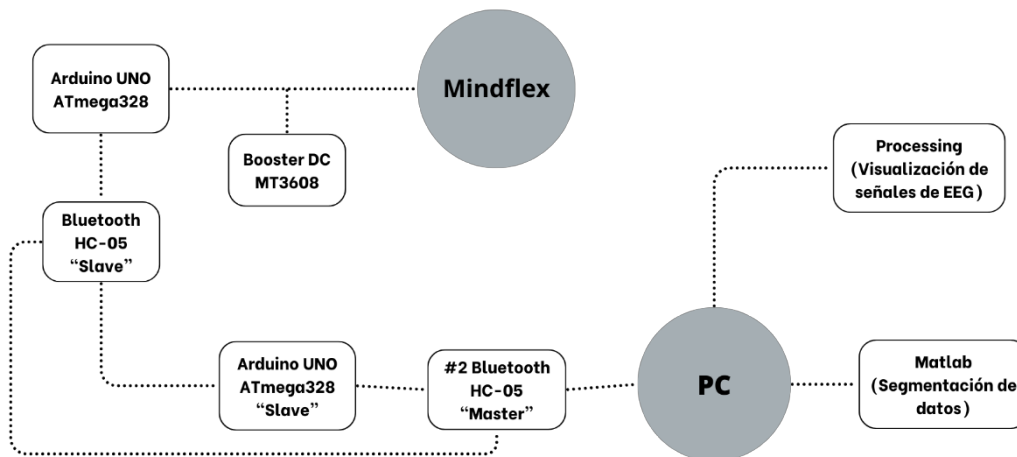 Arduino UNO
ATmega328
Mindflex
Booster DC
MT3608
Processing
(Visualización de
señales de EEG)
Bluetooth
HC-05
“Slave”
Arduino UNO
ATmega328
“Slave”
#2 Bluetooth
HC-05
“Master”
PC
Matlab
(Segmentación de
datos)